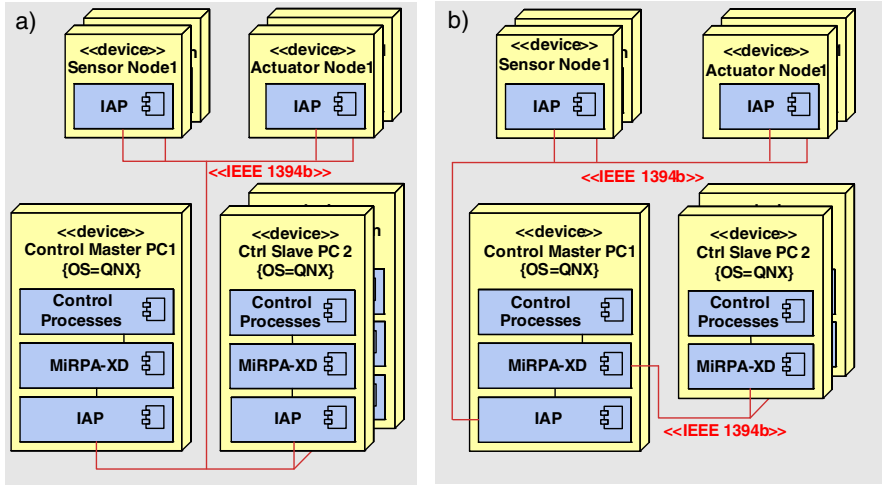 a)
<<device>>
Sensor Node1
IAP
<<device>>
Actuator Node1
IAP
<<IEEE 1394b>>
<<device>>
Control Master PC1
{OS=QNX}
Control
Processes
MiRPA-XD
IAP
<<device>>
Ctrl Slave PC 2
{OS=QNX}
Control
Processes
MiRPA-XD
IAP
b)
<<device>>
Sensor Node1
IAP
<<device>>
Actuator Node1
IAP
<<IEEE 1394b>>
<<device>>
Control Master PC1
{OS=QNX}
Control
Processes
MiRPA-XD
IAP
<<device>>
Ctrl Slave PC 2
{OS=QNX}
Control
Processes
MiRPA-XD
<<IEEE 1394b>>